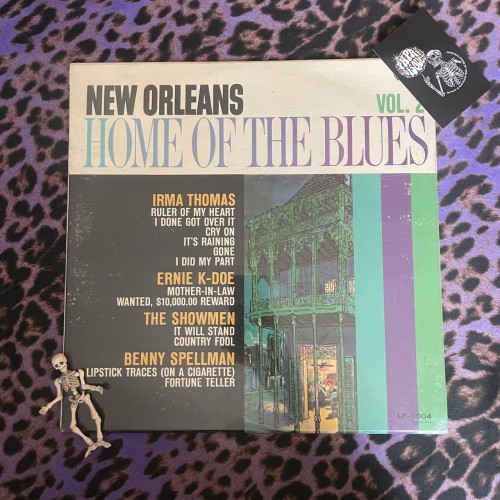 NEW ORLEANS
VOL. 2
HOME OF THE BLUES
IRMA THOMAS
RULER OF MY HEART
I DONE GOT OVER IT
CRY ON
IT'S RAINING
GONE
I DID MY PART
ERNIE K-DOE
MOTHER-IN-LAW
WANTED, $10,000.00 REWARD
THE SHOWMEN
IT WILL STAND
COUNTRY FOOL
BENNY SPELLMAN
LIPSTICK TRACES (ON A CIGARETTE)
FORTUNE TELLER
LP-0004